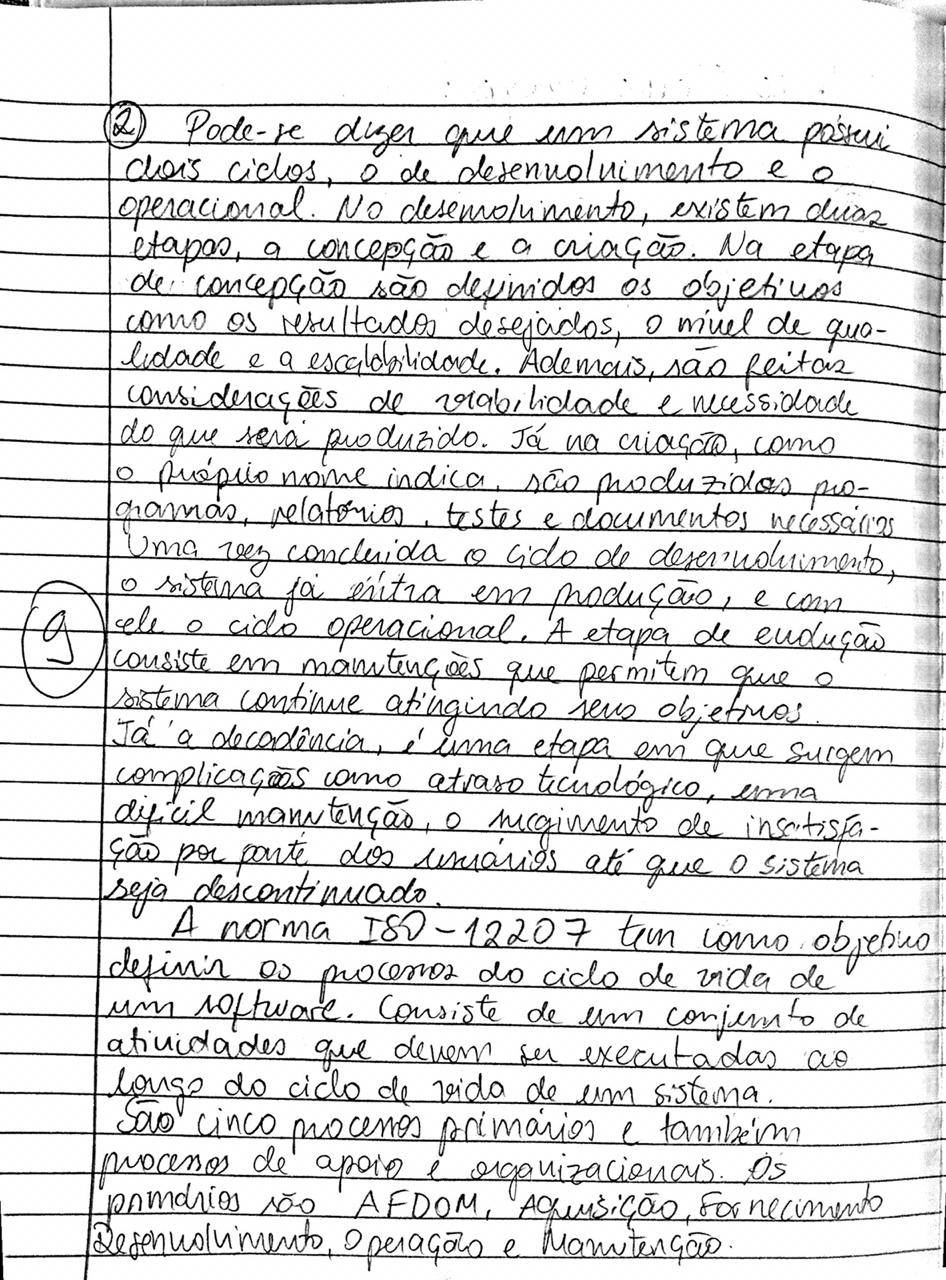 2 Pode-se dizer que um sistema possui
dois ciclos, o de desenvolvimento e o
operacional. No desenvolvimento, existem duas
etapas, a concepção e a criação. Na etapa
de concepção são definidos os objetivos
como os resultados desejados, o nível de qua-
lidade e a escalabilidade. Ademais, são feitas
considerações de viabilidade e necessidade
do que será produzido. Já na criação, como
o próprio nome indica, são produzidos pro-
gramas, relatórios, testes e documentos necessários
Uma vez concluída o ciclo de desenvolvimento,
o sistema já entra em produção, e com
ele o ciclo operacional. A etapa de evolução
9
consiste em manutenções que permitem que o
sistema continue atingindo seus objetivos.
Já a decadência, é uma etapa em que surgem
complicações como atraso tecnológico, uma
difícil manutenção, o surgimento de insatisfa-
ção por parte dos usuários até que o sistema
seja descontinuado.
A norma ISO-12207 tem como objetivo
definir os processos do ciclo de vida de
um software. Consiste de um conjunto de
atividades que devem ser executadas ao
longo do ciclo de vida de um sistema.
São cinco processos primários e também
processos de apoio e organizacionais. Os
primários são AFDOM, Aquisição, Fornecimento
Desenvolvimento, Operação e Manutenção.